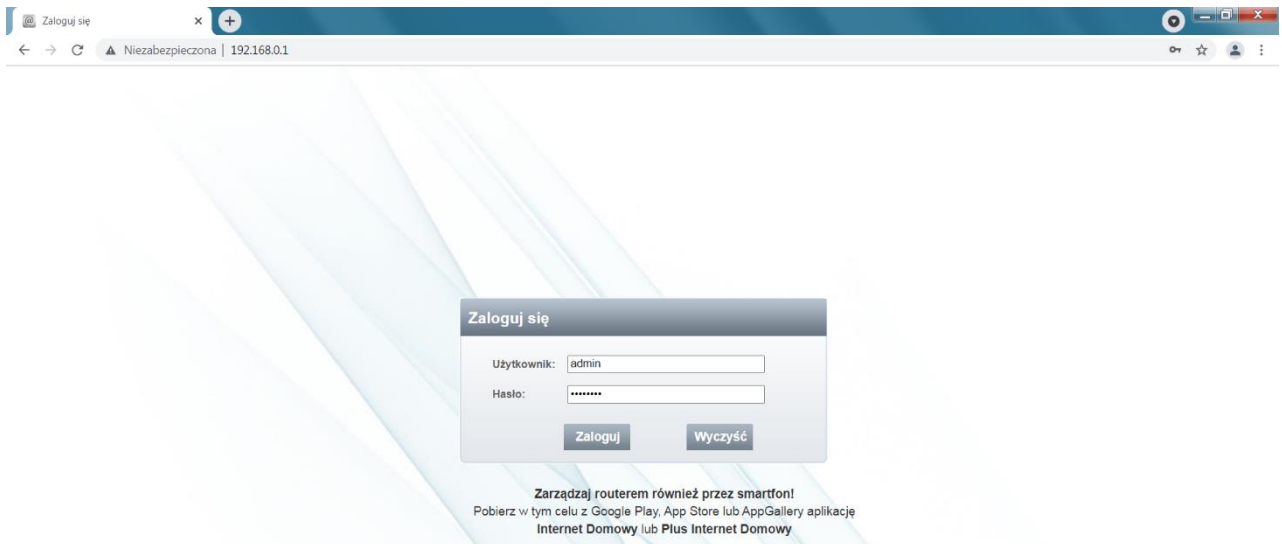 Zaloguj się
Niezabezpieczona | 192.168.0.1
Zaloguj się
Użytkownik: admin
Hasło: ••••••••
Zaloguj Wyczyść
Zarządzaj routerem również przez smartfon!
Pobierz w tym celu z Google Play, App Store lub AppGallery aplikację
Internet Domowy lub Plus Internet Domowy